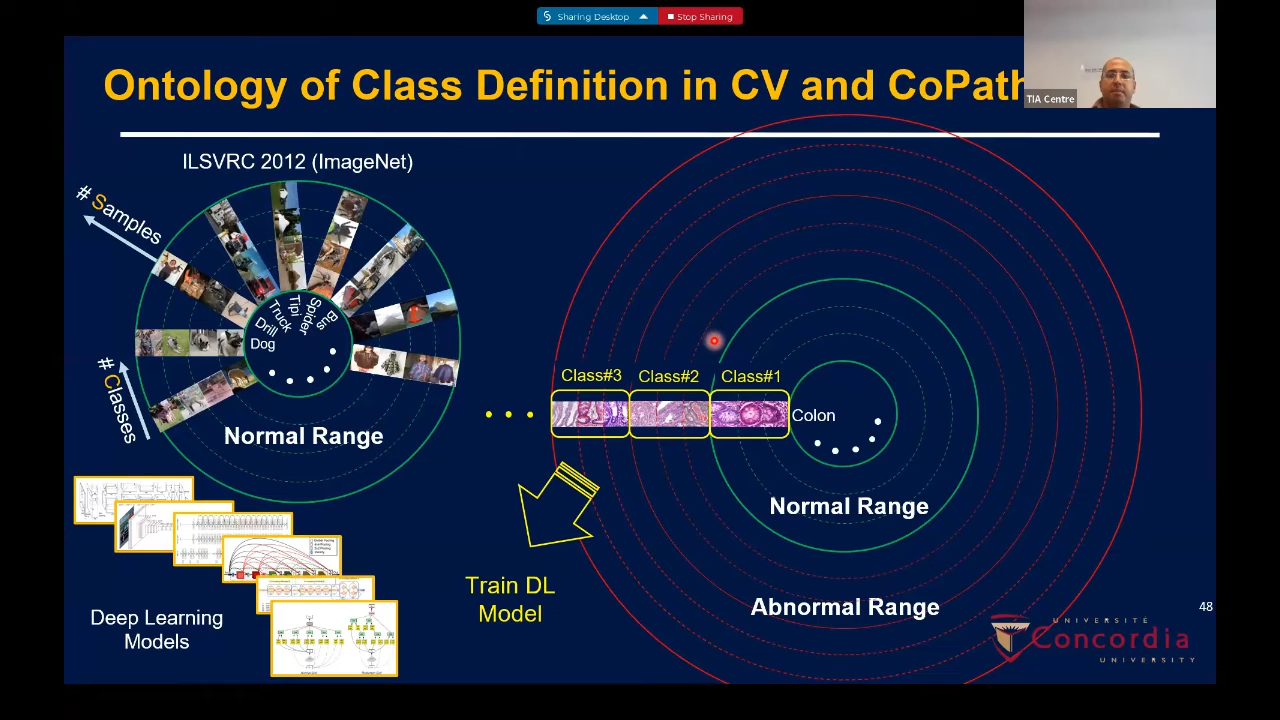 Sharing Desktop
Stop Sharing
Ontology of Class Definition in CV and CoPath
TIA Centre
ILSVRC 2012 (ImageNet)
# Samples
# Classes
Dog
Drill
Truck
Tipi
Spider
Bus
Normal Range
Class#3
Class#2
Class#1
Colon
Normal Range
Abnormal Range
Train DL
Model
Deep Learning
Models
48
UNIVERSITÉ
Concordia
UNIVERSITY